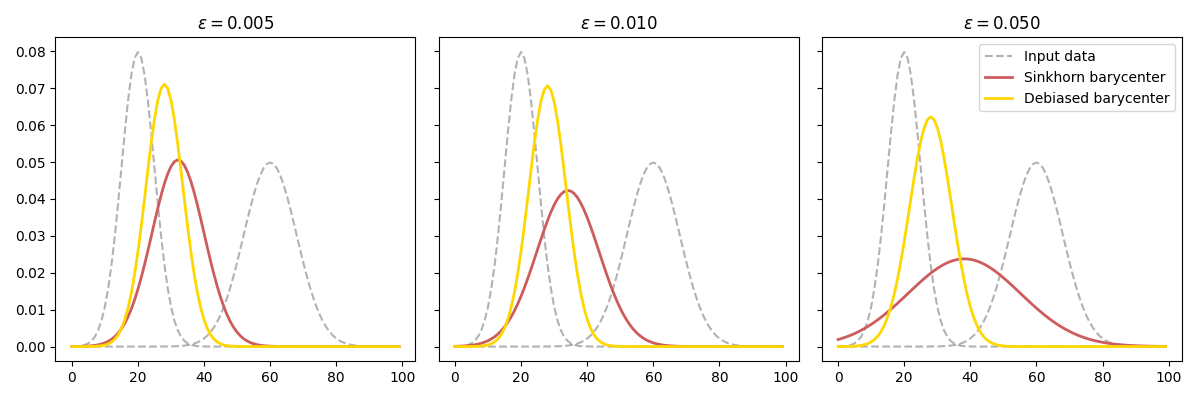 ε = 0.005
ε = 0.010
ε = 0.050
0.08
0.07
0.06
0.05
0.04
0.03
0.02
0.01
0.00
Input data
Sinkhorn barycenter
Debiased barycenter
0 20 40 60 80 100
0 20 40 60 80 100
0 20 40 60 80 100